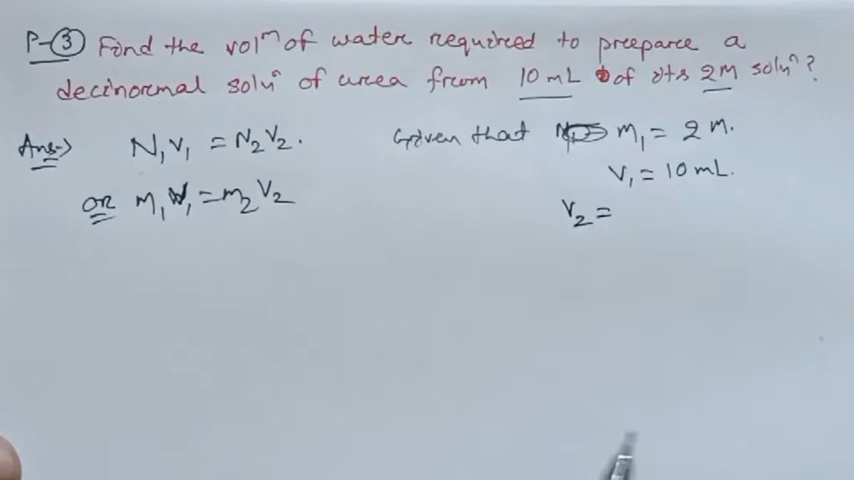 P-③ Find the volᵐ of water required to prepare a
decinormal soluⁿ of urea from 10 mL of its 2M soluⁿ?
Ans→ N₁V₁ = N₂V₂. Given that M₁ = 2 M.
V₁ = 10 mL.
OR M₁V₁ = M₂V₂
V₂ =